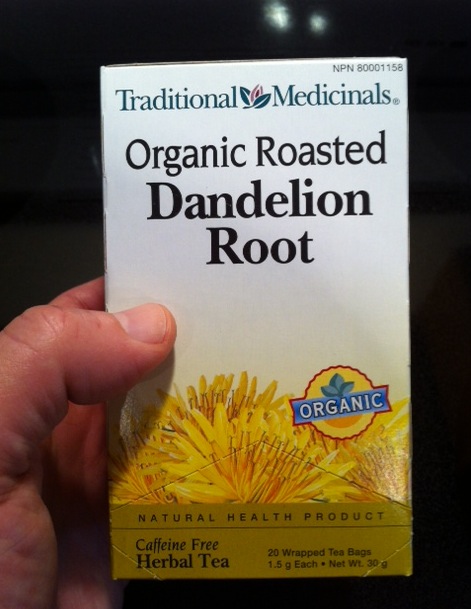 NPN 80001158
Traditional Medicinals®
Organic Roasted
Dandelion
Root
ORGANIC
NATURAL HEALTH PRODUCT
Caffeine Free
Herbal Tea
20 Wrapped Tea Bags
1.5 g Each • Net Wt. 30 g